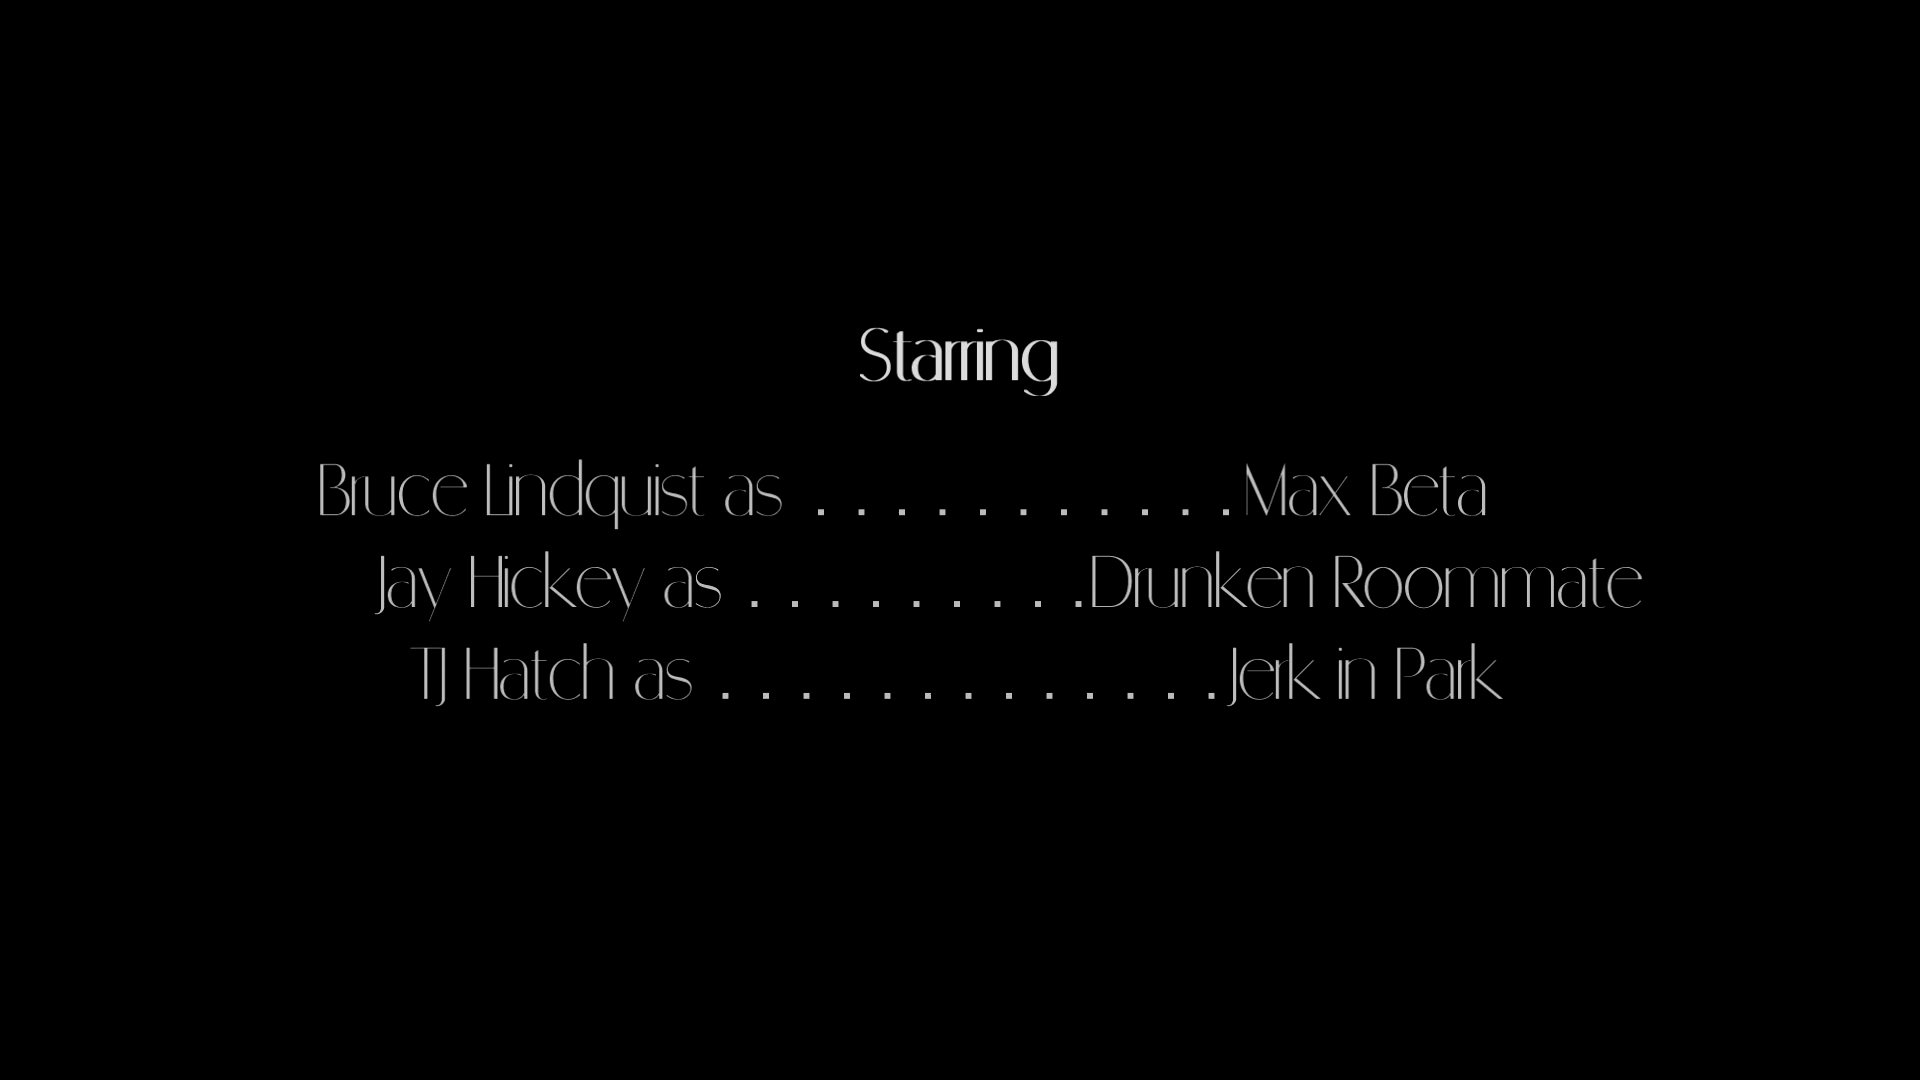 Starring
Bruce Lindquist as . . . . . . . . . . .Max Beta
Jay Hickey as . . . . . . . . .Drunken Roommate
TJ Hatch as . . . . . . . . . . . . .Jerk in Park